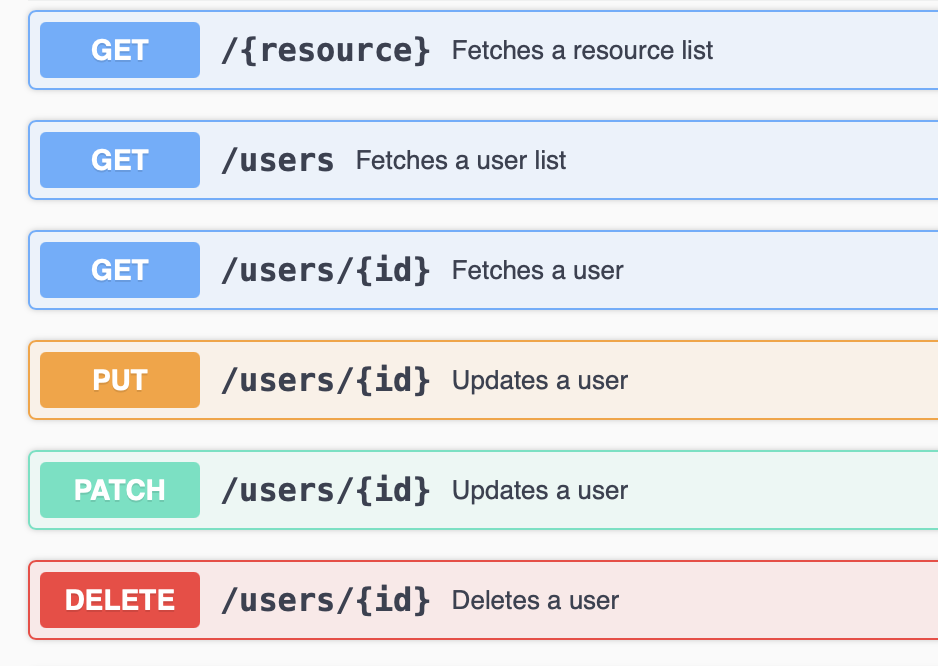 GET /{resource} Fetches a resource list
GET /users Fetches a user list
GET /users/{id} Fetches a user
PUT /users/{id} Updates a user
PATCH /users/{id} Updates a user
DELETE /users/{id} Deletes a user